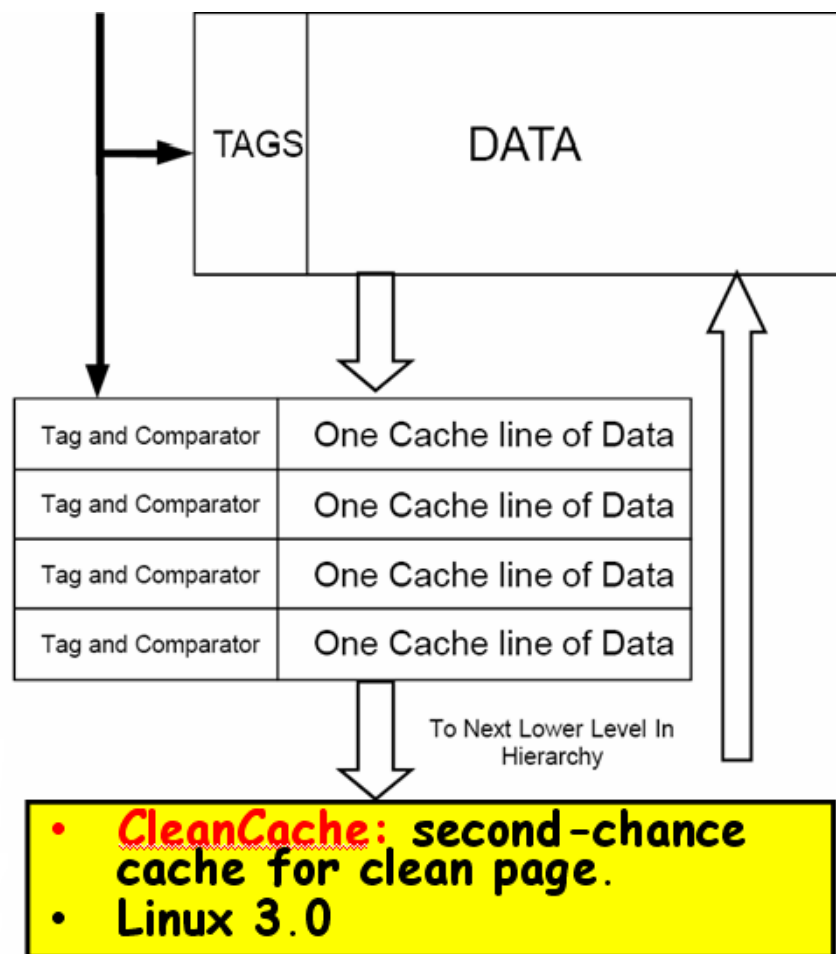 TAGS
DATA
Tag and Comparator
One Cache line of Data
Tag and Comparator
One Cache line of Data
Tag and Comparator
One Cache line of Data
Tag and Comparator
One Cache line of Data
To Next Lower Level In
Hierarchy
• CleanCache: second-chance
cache for clean page.
• Linux 3.0